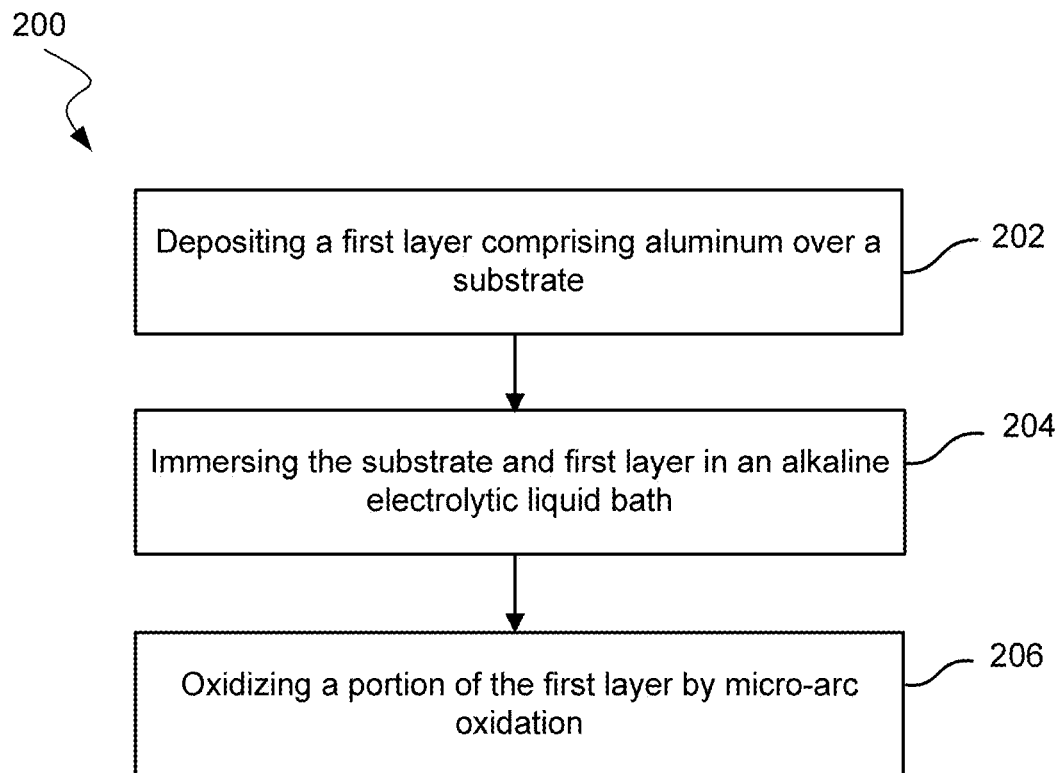 200
Depositing a first layer comprising aluminum over a
substrate
202
Immersing the substrate and first layer in an alkaline
electrolytic liquid bath
204
Oxidizing a portion of the first layer by micro-arc
oxidation
206